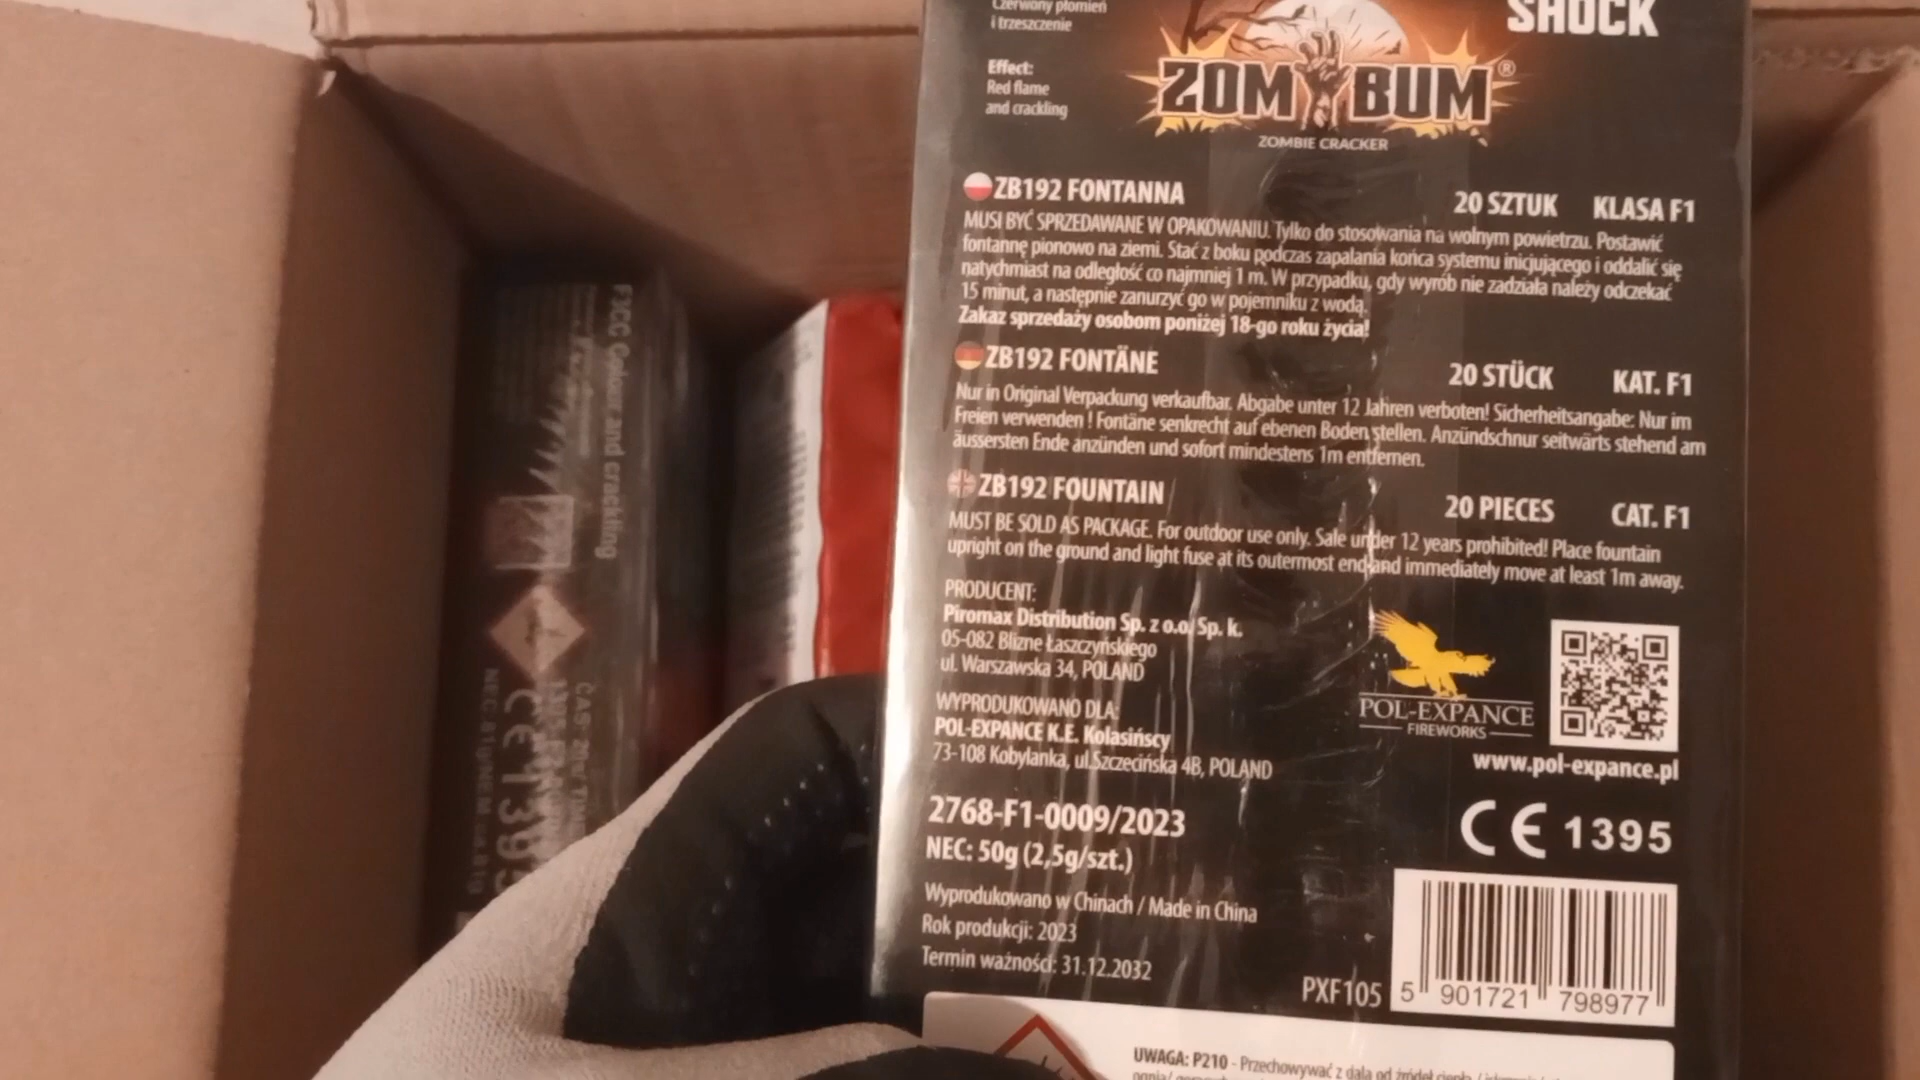 Czerwony płomień
i trzeszczenie
Effect:
Red flame
and crackling
SHOCK
ZOMBUM®
ZOMBIE CRACKER
ZB192 FONTANNA 20 SZTUK KLASA F1
MUSI BYĆ SPRZEDAWANE W OPAKOWANIU. Tylko do stosowania na wolnym powietrzu. Postawić
fontannę pionowo na ziemi. Stać z boku podczas zapalania końca systemu inicjującego i oddalić się
natychmiast na odległość co najmniej 1 m. W przypadku, gdy wyrób nie zadziała należy odczekać
15 minut, a następnie zanurzyć go w pojemniku z wodą.
Zakaz sprzedaży osobom poniżej 18-go roku życia!
ZB192 FONTÄNE 20 STÜCK KAT. F1
Nur in Original Verpackung verkaufbar. Abgabe unter 12 Jahren verboten! Sicherheitsangabe: Nur im
Freien verwenden ! Fontäne senkrecht auf ebenen Boden stellen. Anzündschnur seitwärts stehend am
äussersten Ende anzünden und sofort mindestens 1m entfernen.
ZB192 FOUNTAIN 20 PIECES CAT. F1
MUST BE SOLD AS PACKAGE. For outdoor use only. Sale under 12 years prohibited! Place fountain
upright on the ground and light fuse at its outermost end and immediately move at least 1m away.
PRODUCENT:
Piromax Distribution Sp. z o.o. Sp. k.
05-082 Blizne Łaszczyńskiego
ul. Warszawska 34, POLAND
WYPRODUKOWANO DLA:
POL-EXPANCE K.E. Kolasińscy
73-108 Kobylanka, ul.Szczecińska 4B, POLAND
POL-EXPANCE
FIREWORKS
www.pol-expance.pl
2768-F1-0009/2023
NEC: 50g (2,5g/szt.)
CE 1395
Wyprodukowano w Chinach / Made in China
Rok produkcji: 2023
Termin ważności: 31.12.2032
PXF105
5 901721 798977
UWAGA: P210 - Przechowywać z dala od źródeł ciepła
F3CC Colour and crackling
CE 1395